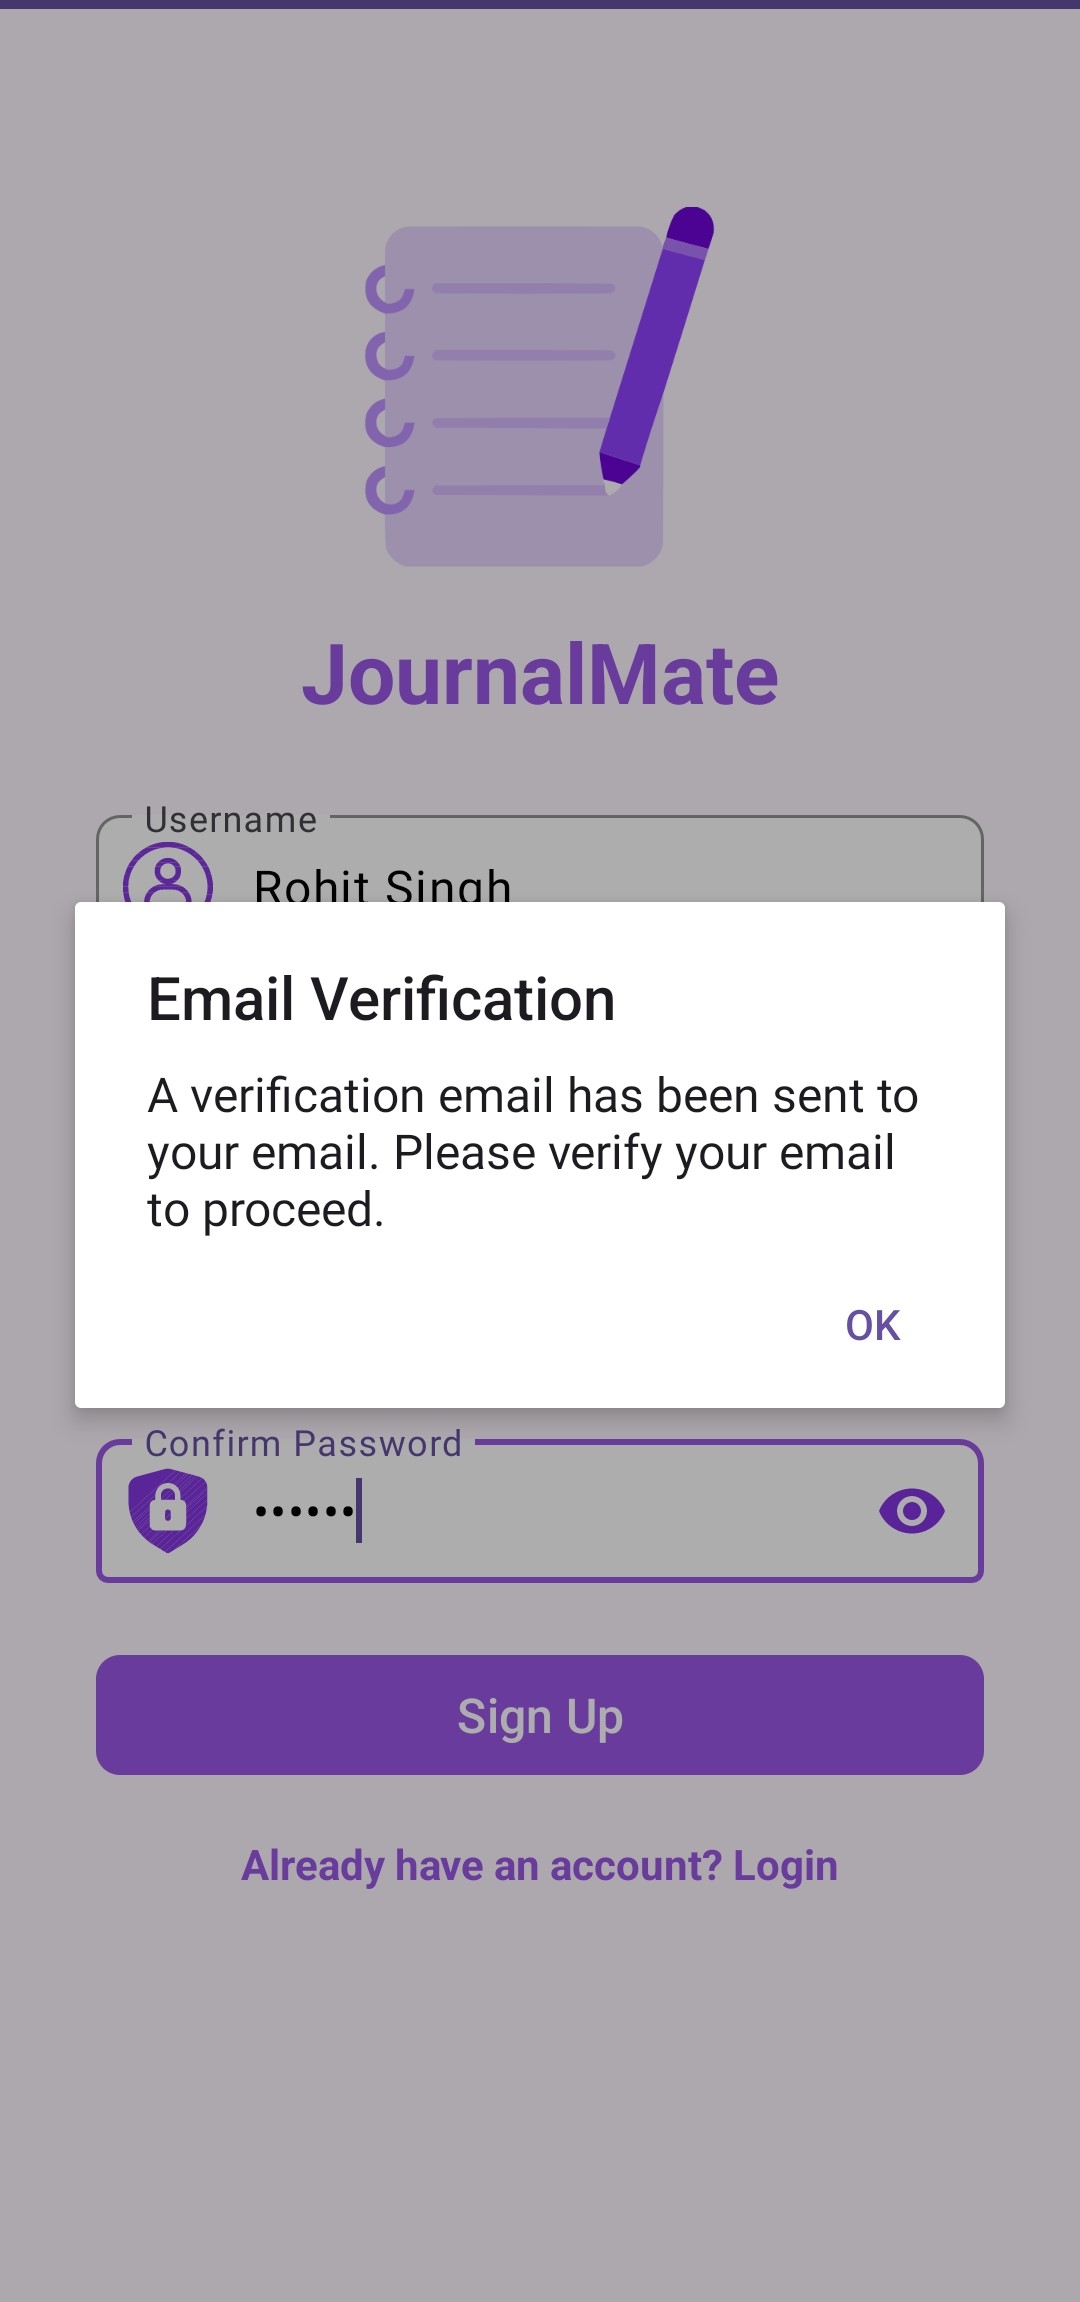 JournalMate
Username
Rohit Singh
Email Verification
A verification email has been sent to
your email. Please verify your email
to proceed.
OK
Confirm Password
••••••
Sign Up
Already have an account? Login